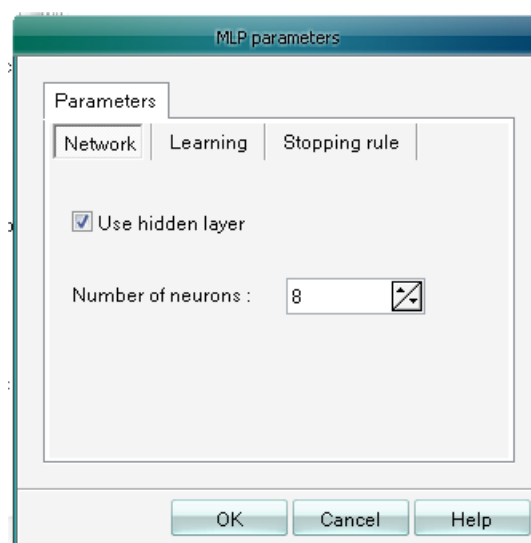 MLP parameters
Parameters
Network Learning Stopping rule
Use hidden layer
Number of neurons : 8
OK Cancel Help